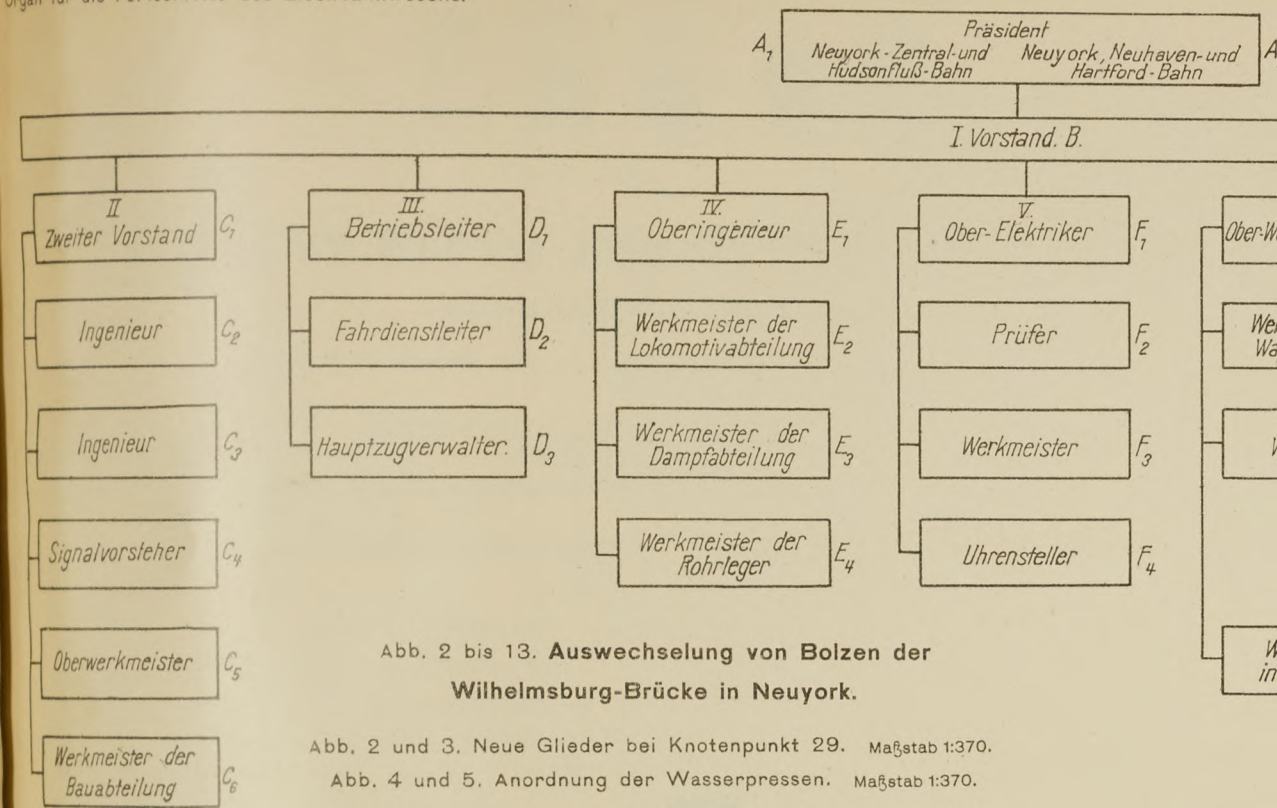 Präsident
A1
Neuyork-Zentral-und Hudsonfluß-Bahn
Neuyork, Neuhaven-und Hartford-Bahn
I. Vorstand. B.
II
Zweiter Vorstand
C1
III.
Betriebsleiter
D1
IV.
Oberingenieur
E1
V.
Ober-Elektriker
F1
Ingenieur
C2
Fahrdienstleiter
D2
Werkmeister der
Lokomotivabteilung
E2
Prüfer
F2
Ingenieur
C3
Hauptzugverwalter.
D3
Werkmeister der
Dampfabteilung
E3
Werkmeister
F3
Signalvorsteher
C4
Werkmeister der
Rohrleger
E4
Uhrensteller
F4
Oberwerkmeister
C5
Werkmeister der
Bauabteilung
C6
Abb. 2 bis 13. Auswechselung von Bolzen der
Wilhelmsburg-Brücke in Neuyork.
Abb. 2 und 3. Neue Glieder bei Knotenpunkt 29. Maßstab 1:370.
Abb. 4 und 5. Anordnung der Wasserpressen. Maßstab 1:370.